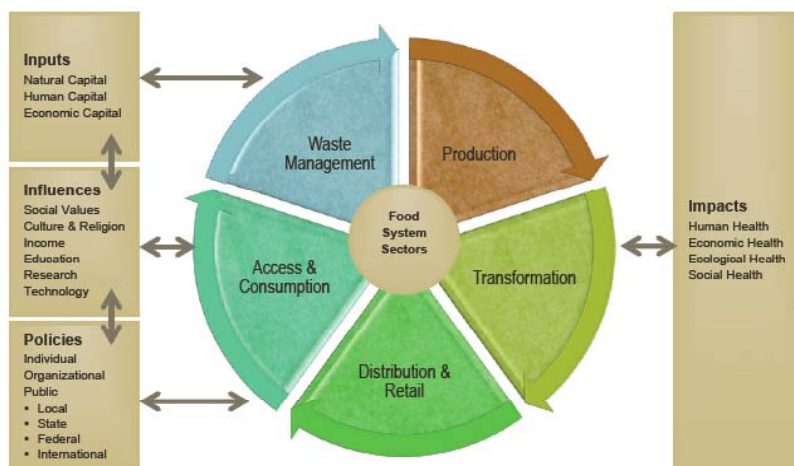 Inputs
Natural Capital
Human Capital
Economic Capital
Influences
Social Values
Culture & Religion
Income
Education
Research
Technology
Policies
Individual
Organizational
Public
• Local
• State
• Federal
• International
Waste
Management
Production
Food
System
Sectors
Access &
Consumption
Transformation
Distribution &
Retail
Impacts
Human Health
Economic Health
Ecological Health
Social Health